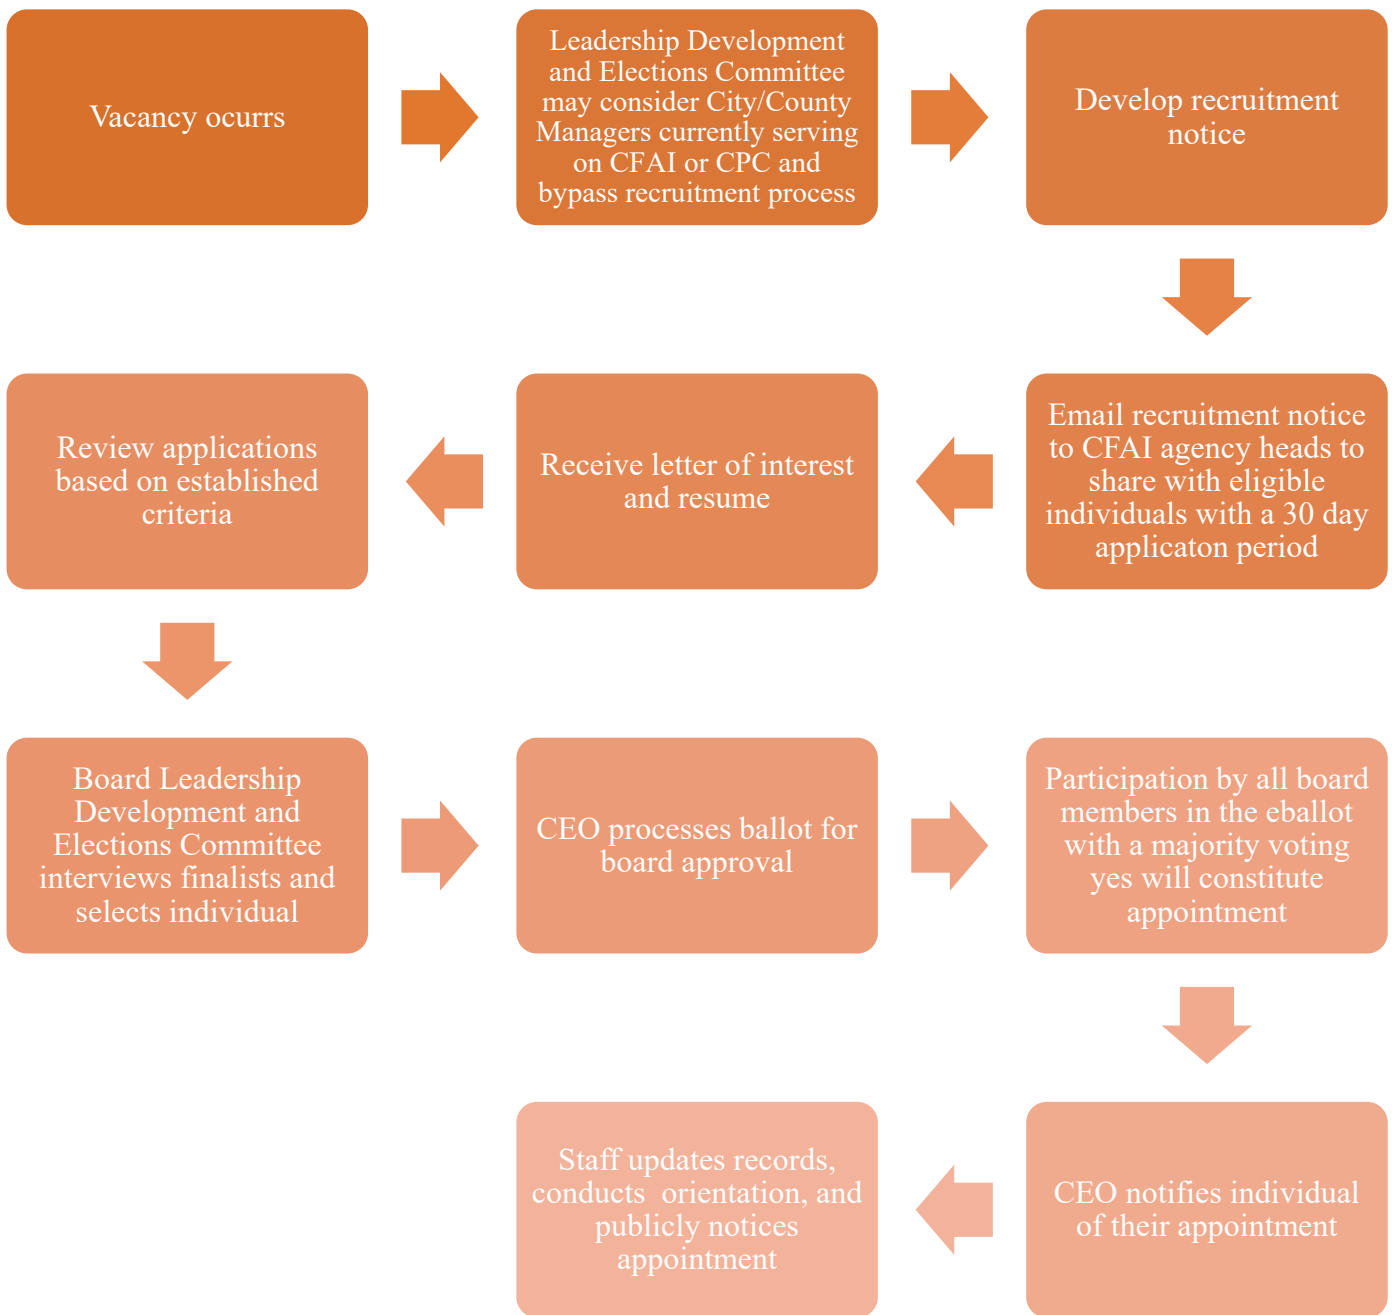 Vacancy ocurrs
Leadership Development
and Elections Committee
may consider City/County
Managers currently serving
on CFAI or CPC and
bypass recruitment process
Develop recruitment
notice
Email recruitment notice
to CFAI agency heads to
share with eligible
individuals with a 30 day
applicaton period
Receive letter of interest
and resume
Review applications
based on established
criteria
Board Leadership
Development and
Elections Committee
interviews finalists and
selects individual
CEO processes ballot for
board approval
Participation by all board
members in the eballot
with a majority voting
yes will constitute
appointment
CEO notifies individual
of their appointment
Staff updates records,
conducts  orientation, and
publicly notices
appointment